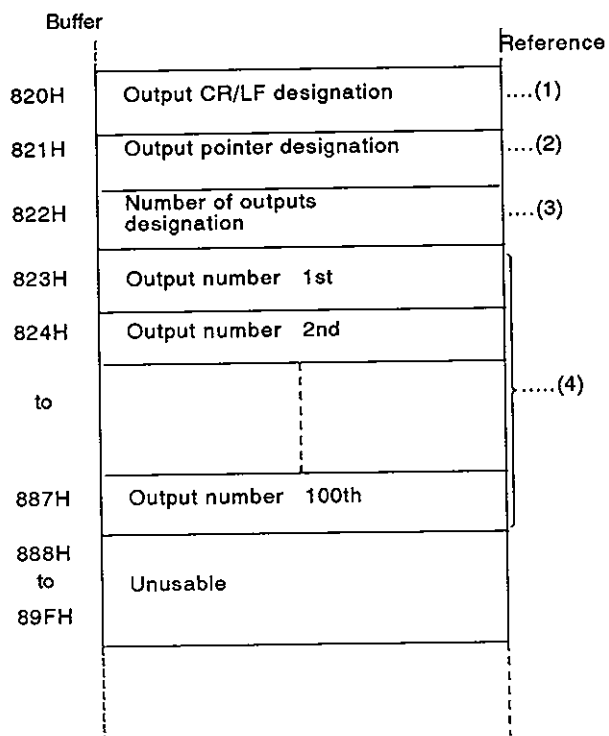 Buffer
Reference
820H Output CR/LF designation ....(1)
821H Output pointer designation ....(2)
822H Number of outputs designation ....(3)
823H Output number 1st
824H Output number 2nd
to .....(4)
887H Output number 100th
888H
to Unusable
89FH